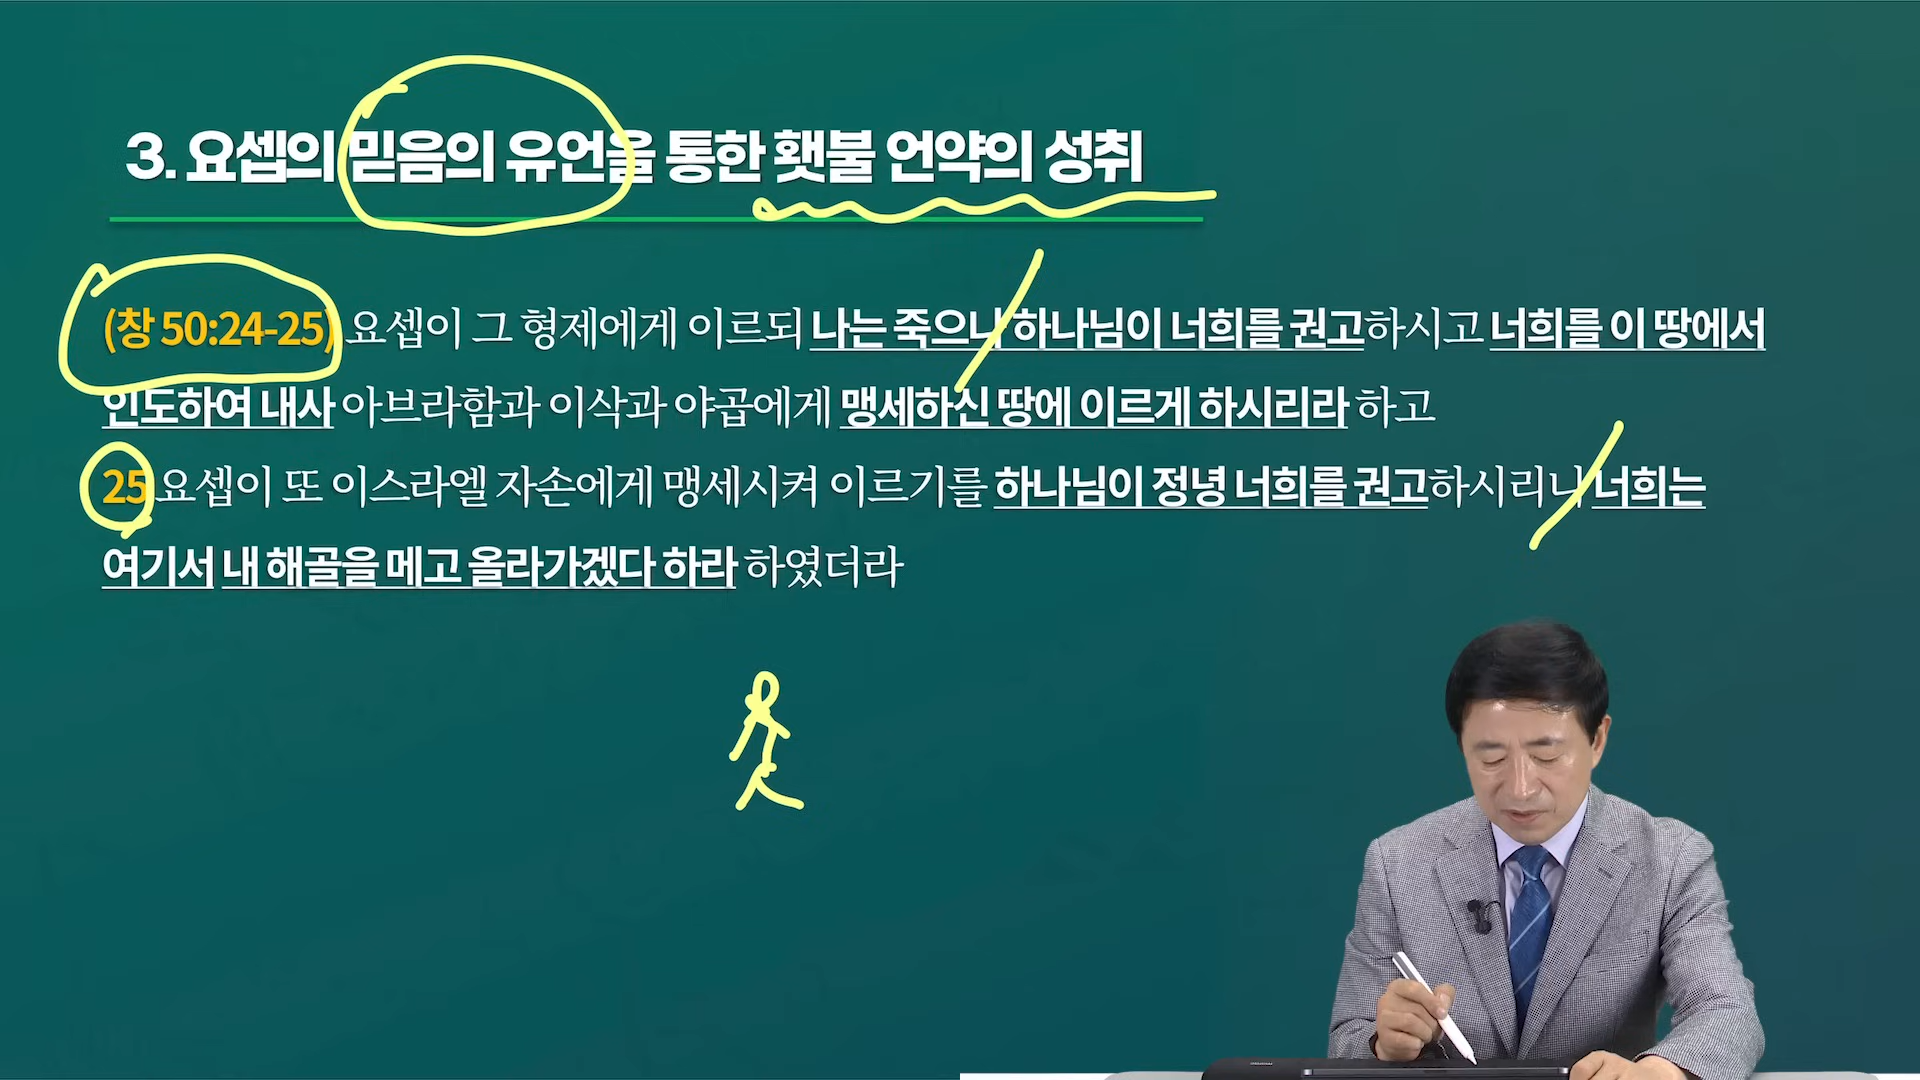 3. 요셉의 믿음의 유언을 통한 횃불 언약의 성취
(창 50:24-25) 요셉이 그 형제에게 이르되 나는 죽으나 하나님이 너희를 권고하시고 너희를 이 땅에서
인도하여 내사 아브라함과 이삭과 야곱에게 맹세하신 땅에 이르게 하시리라 하고
25 요셉이 또 이스라엘 자손에게 맹세시켜 이르기를 하나님이 정녕 너희를 권고하시리니 너희는
여기서 내 해골을 메고 올라가겠다 하라 하였더라